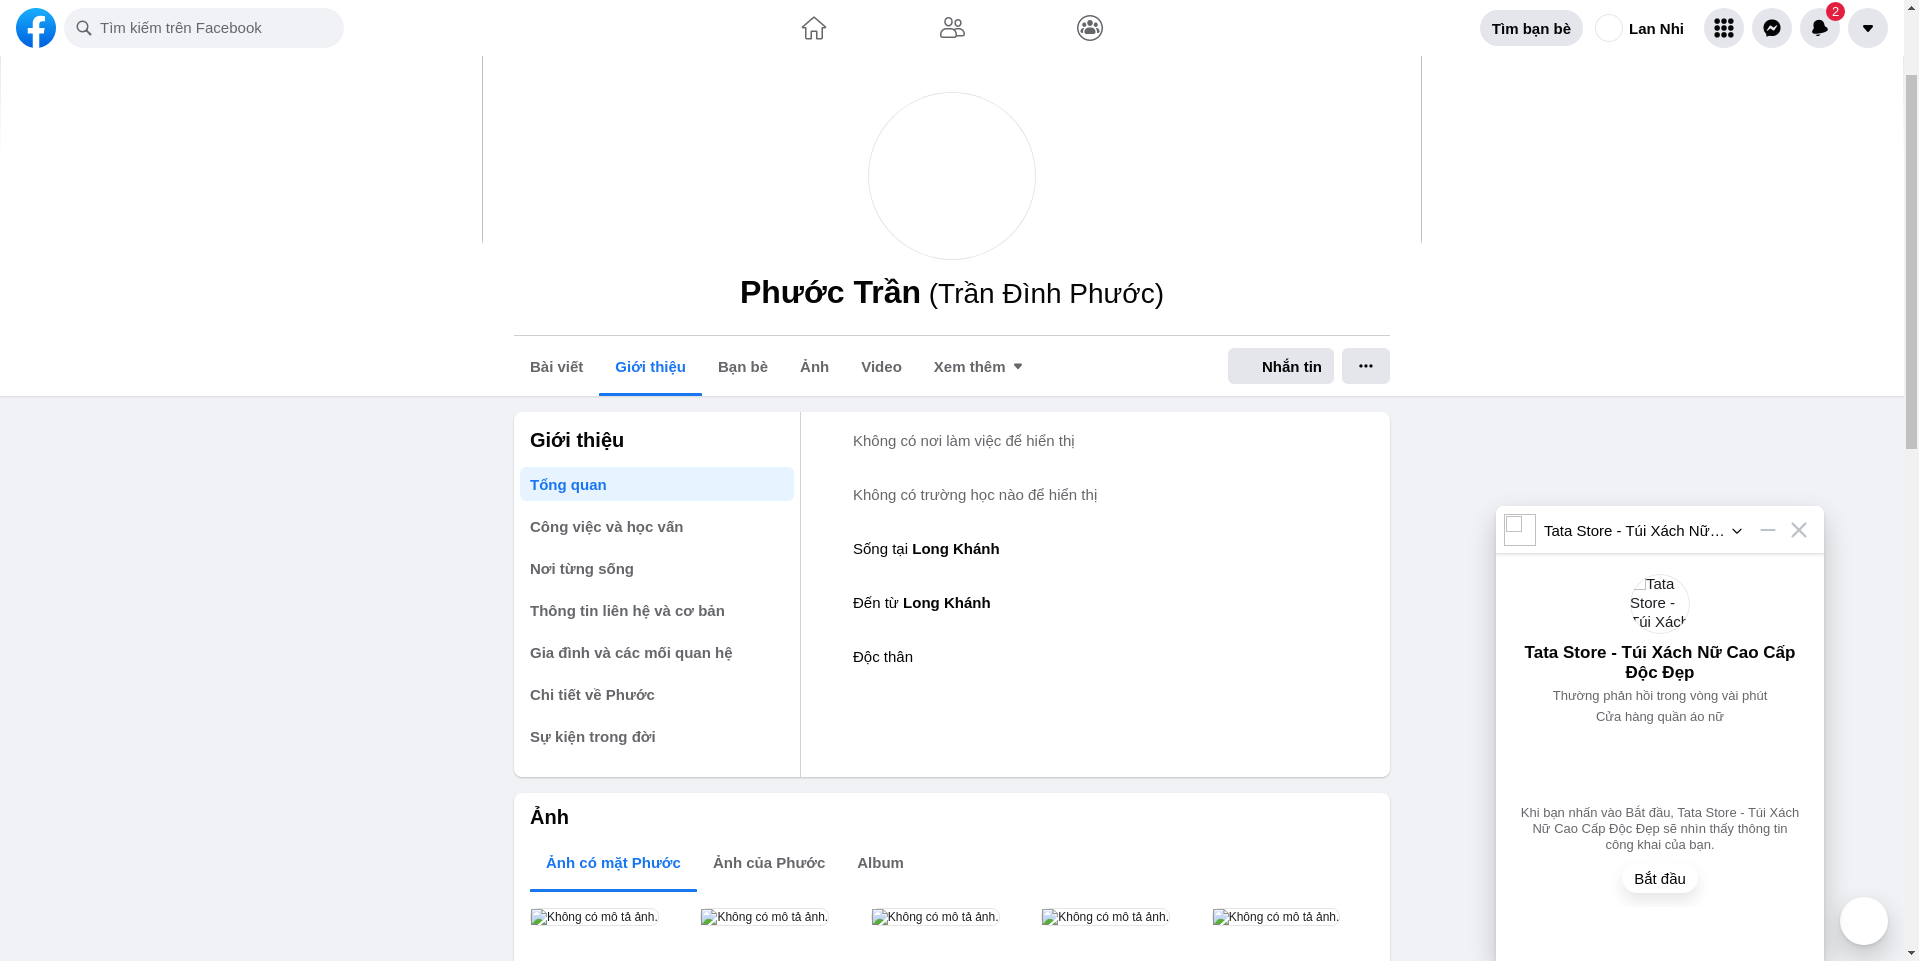 Tìm kiếm trên Facebook
Tìm bạn bè
Lan Nhi
2
Phước Trần (Trần Đình Phước)
Bài viết
Giới thiệu
Bạn bè
Ảnh
Video
Xem thêm
Nhắn tin
Giới thiệu
Tổng quan
Công việc và học vấn
Nơi từng sống
Thông tin liên hệ và cơ bản
Gia đình và các mối quan hệ
Chi tiết về Phước
Sự kiện trong đời
Không có nơi làm việc để hiển thị
Không có trường học nào để hiển thị
Sống tại Long Khánh
Đến từ Long Khánh
Độc thân
Ảnh
Ảnh có mặt Phước
Ảnh của Phước
Album
Không có mô tả ảnh.
Không có mô tả ảnh.
Không có mô tả ảnh.
Không có mô tả ảnh.
Không có mô tả ảnh.
Tata Store - Túi Xách Nữ…
Tata
Store -
Túi Xách
Tata Store - Túi Xách Nữ Cao Cấp
Độc Đẹp
Thường phản hồi trong vòng vài phút
Cửa hàng quần áo nữ
Khi bạn nhấn vào Bắt đầu, Tata Store - Túi Xách
Nữ Cao Cấp Độc Đẹp sẽ nhìn thấy thông tin
công khai của bạn.
Bắt đầu